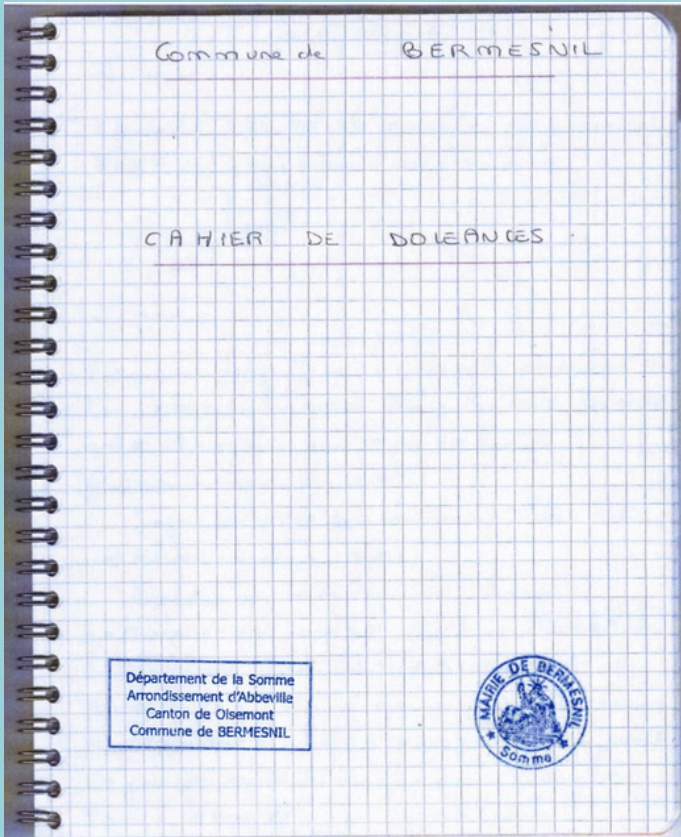 Commune de BERMESNIL
CAHIER DE DOLEANCES.
Département de la Somme
Arrondissement d'Abbeville
Canton de Oisemont
Commune de BERMESNIL
MAIRIE DE BERMESNIL
Somme